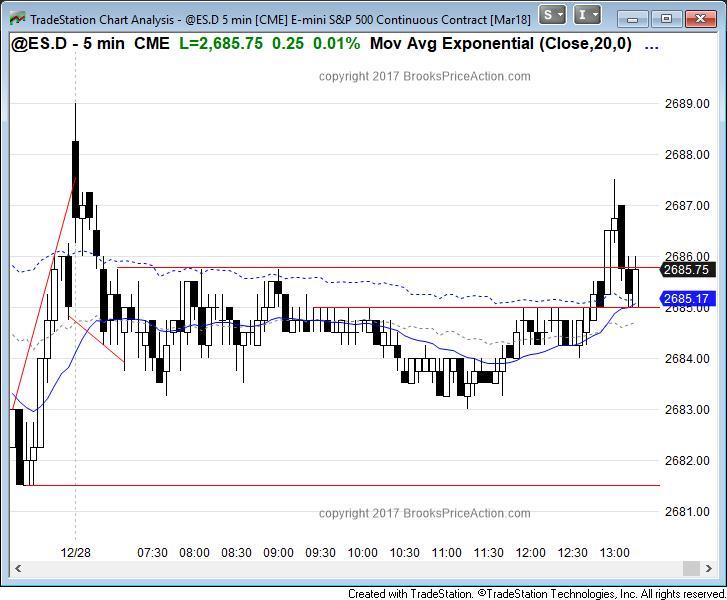 TradeStation Chart Analysis - @ES.D 5 min [CME] E-mini S&P 500 Continuous Contract [Mar18]
S
I
@ES.D - 5 min CME L=2,685.75 0.25 0.01% Mov Avg Exponential (Close,20,0) ...
copyright 2017 BrooksPriceAction.com
2689.00
2688.00
2687.00
2686.00
2685.75
2685.17
2685.00
2684.00
2683.00
2682.00
2681.00
copyright 2017 BrooksPriceAction.com
12/28 07:30 08:00 08:30 09:00 09:30 10:00 10:30 11:00 11:30 12:00 12:30 13:00
Created with TradeStation. ©TradeStation Technologies, Inc. All rights reserved.